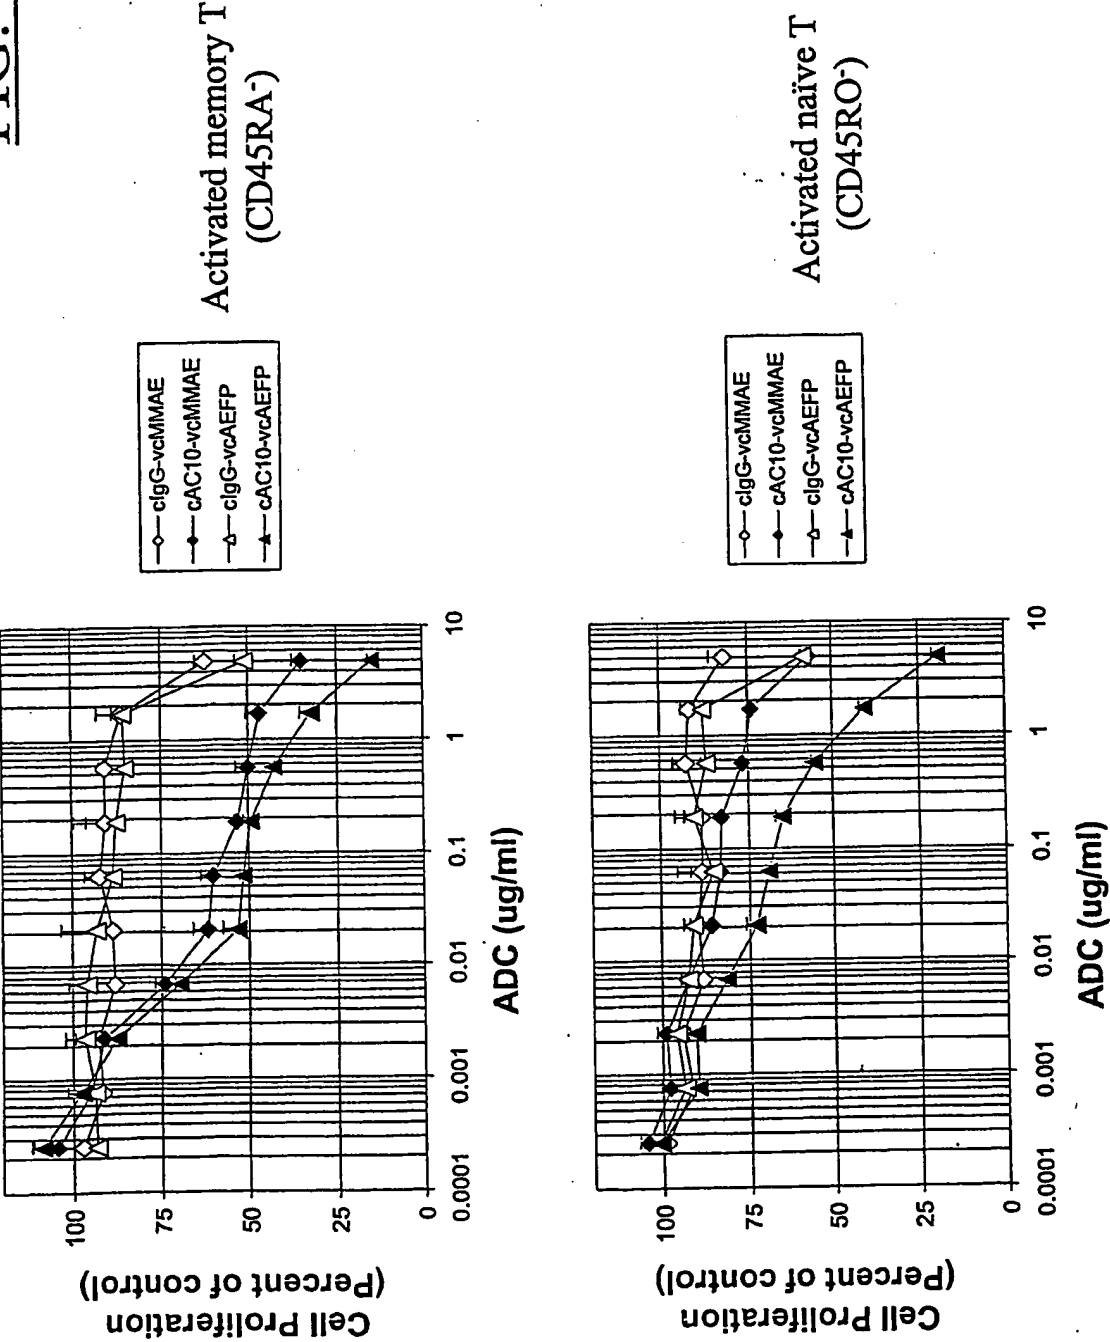 FIG.
Activated memory T
(CD45RA-)
cIgG-vcMMAE
cAC10-vcMMAE
cIgG-vcAEFP
cAC10-vcAEFP
Cell Proliferation
(Percent of control)
100
75
50
25
0
0.0001
0.001
0.01
0.1
1
10
ADC (ug/ml)
Activated naïve T
(CD45RO-)
cIgG-vcMMAE
cAC10-vcMMAE
cIgG-vcAEFP
cAC10-vcAEFP
Cell Proliferation
(Percent of control)
100
75
50
25
0
0.0001
0.001
0.01
0.1
1
10
ADC (ug/ml)